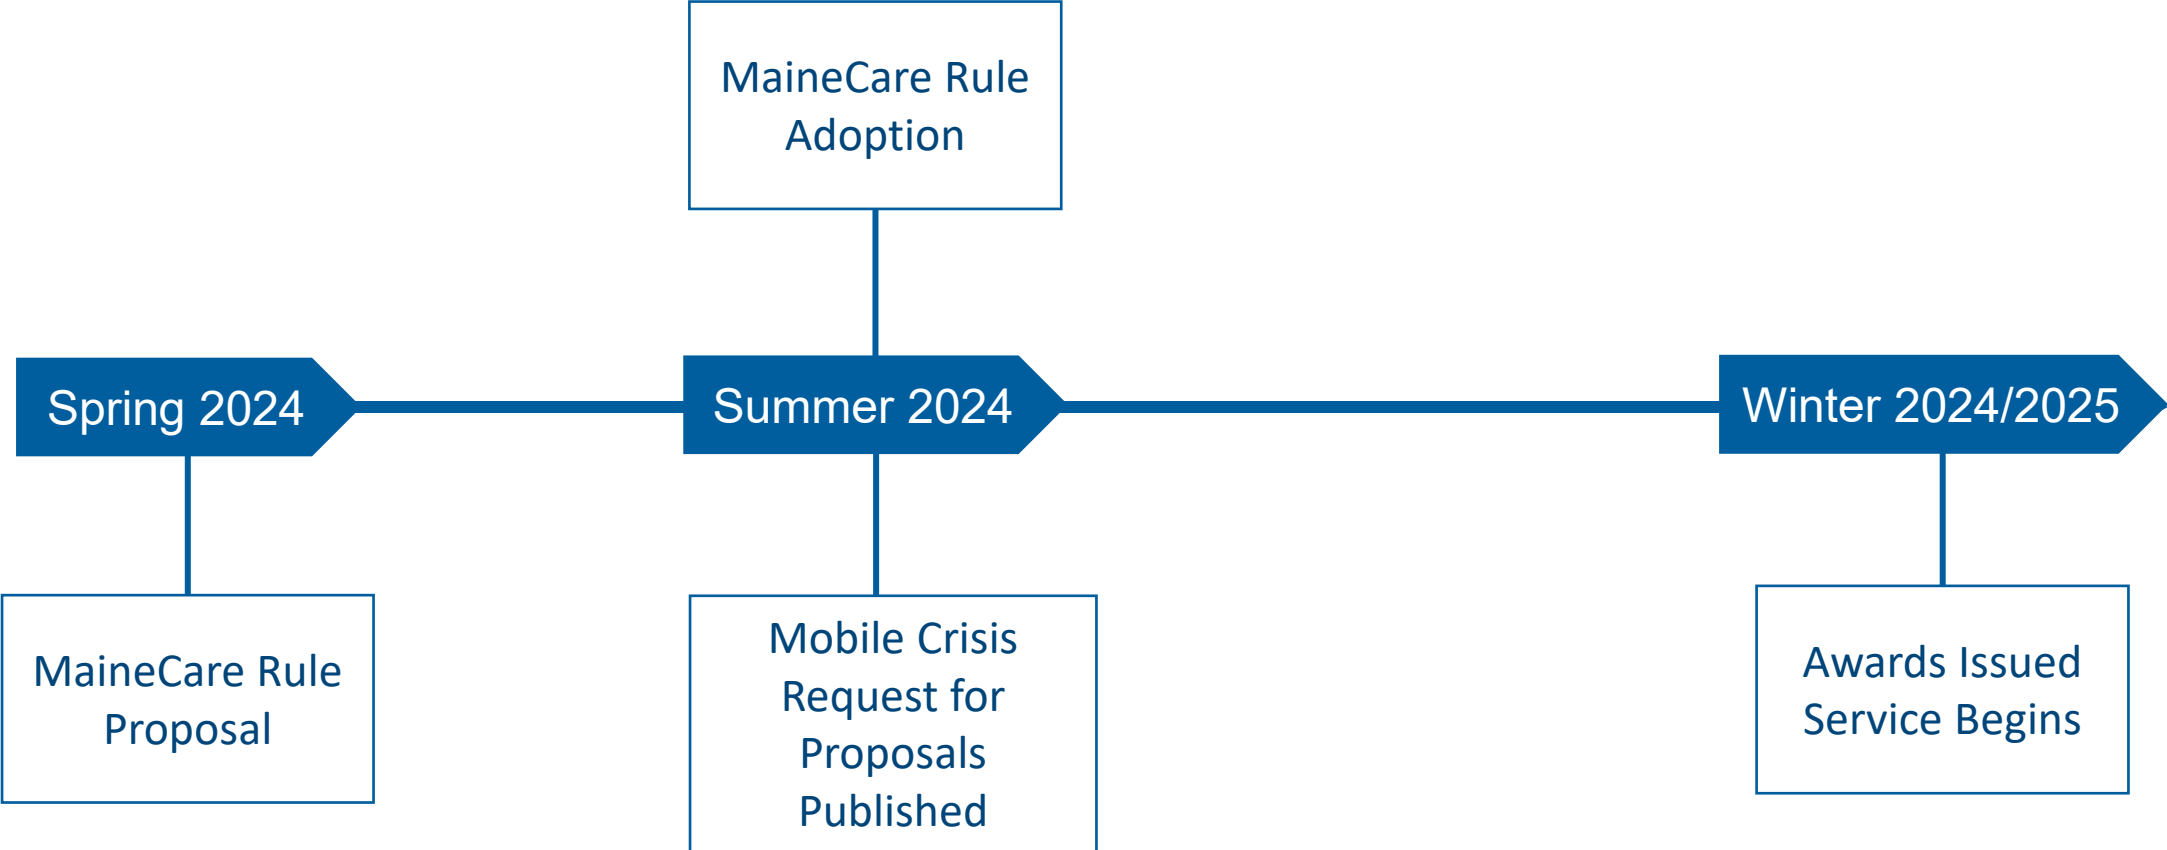 MaineCare Rule
Adoption
Spring 2024
Summer 2024
Winter 2024/2025
MaineCare Rule
Proposal
Mobile Crisis
Request for
Proposals
Published
Awards Issued
Service Begins